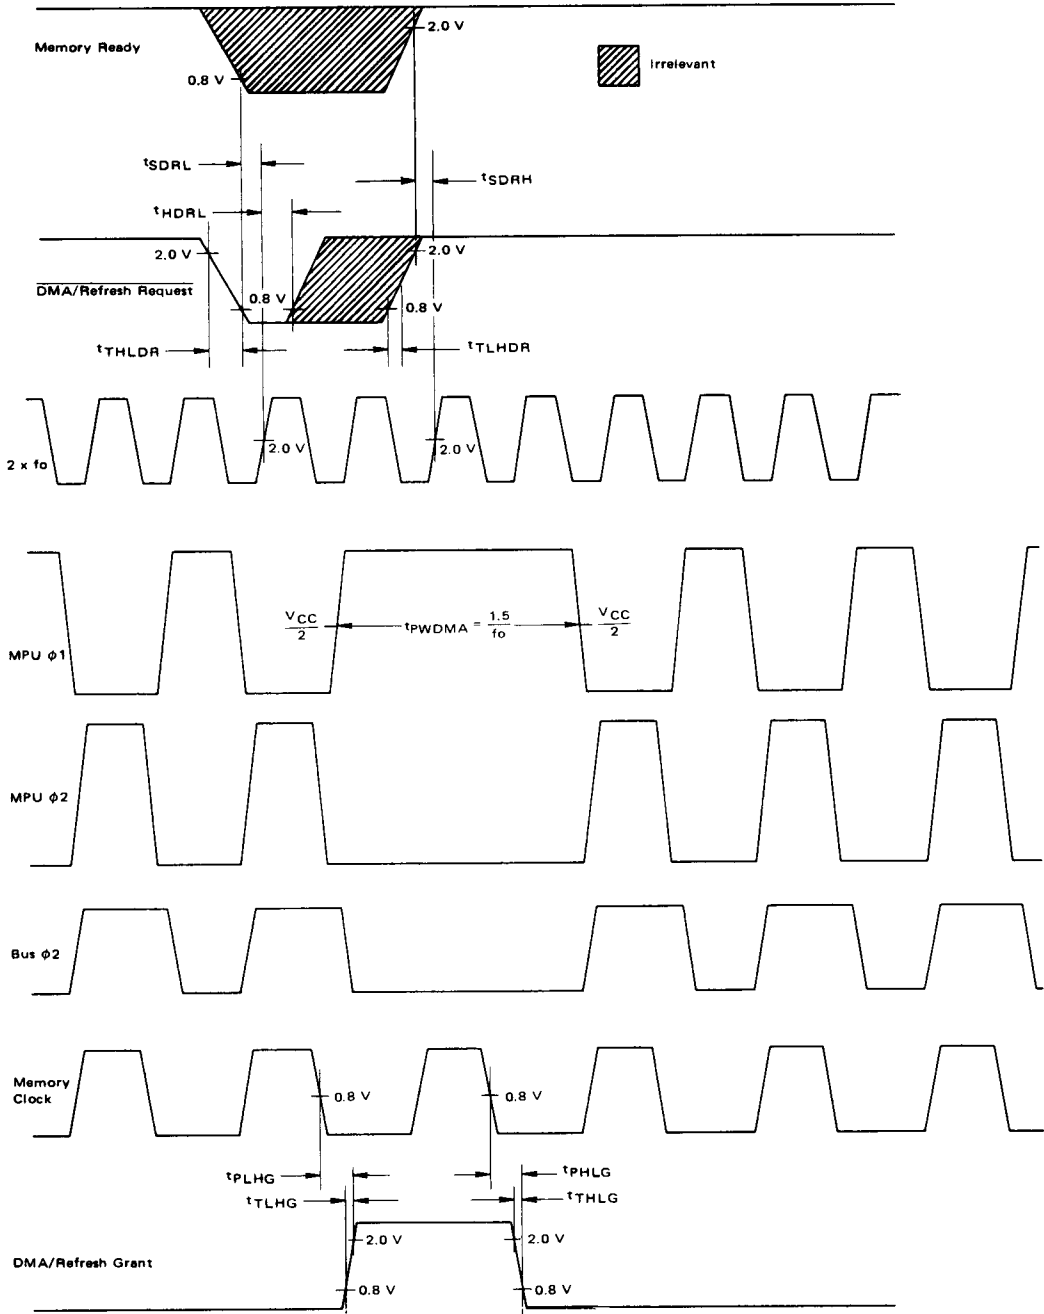 2.0 V
Memory Ready
Irrelevant
0.8 V
tSDRL
tSDRH
tHDRL
2.0 V
2.0 V
DMA/Refresh Request
0.8 V
0.8 V
tTHLDR
tTLHDR
2.0 V
2.0 V
2 x fo
VCC/2
tPWDMA = 1.5/fo
VCC/2
MPU φ1
MPU φ2
Bus φ2
Memory
Clock
0.8 V
0.8 V
tPLHG
tPHLG
tTLHG
tTHLG
2.0 V
2.0 V
DMA/Refresh Grant
0.8 V
0.8 V